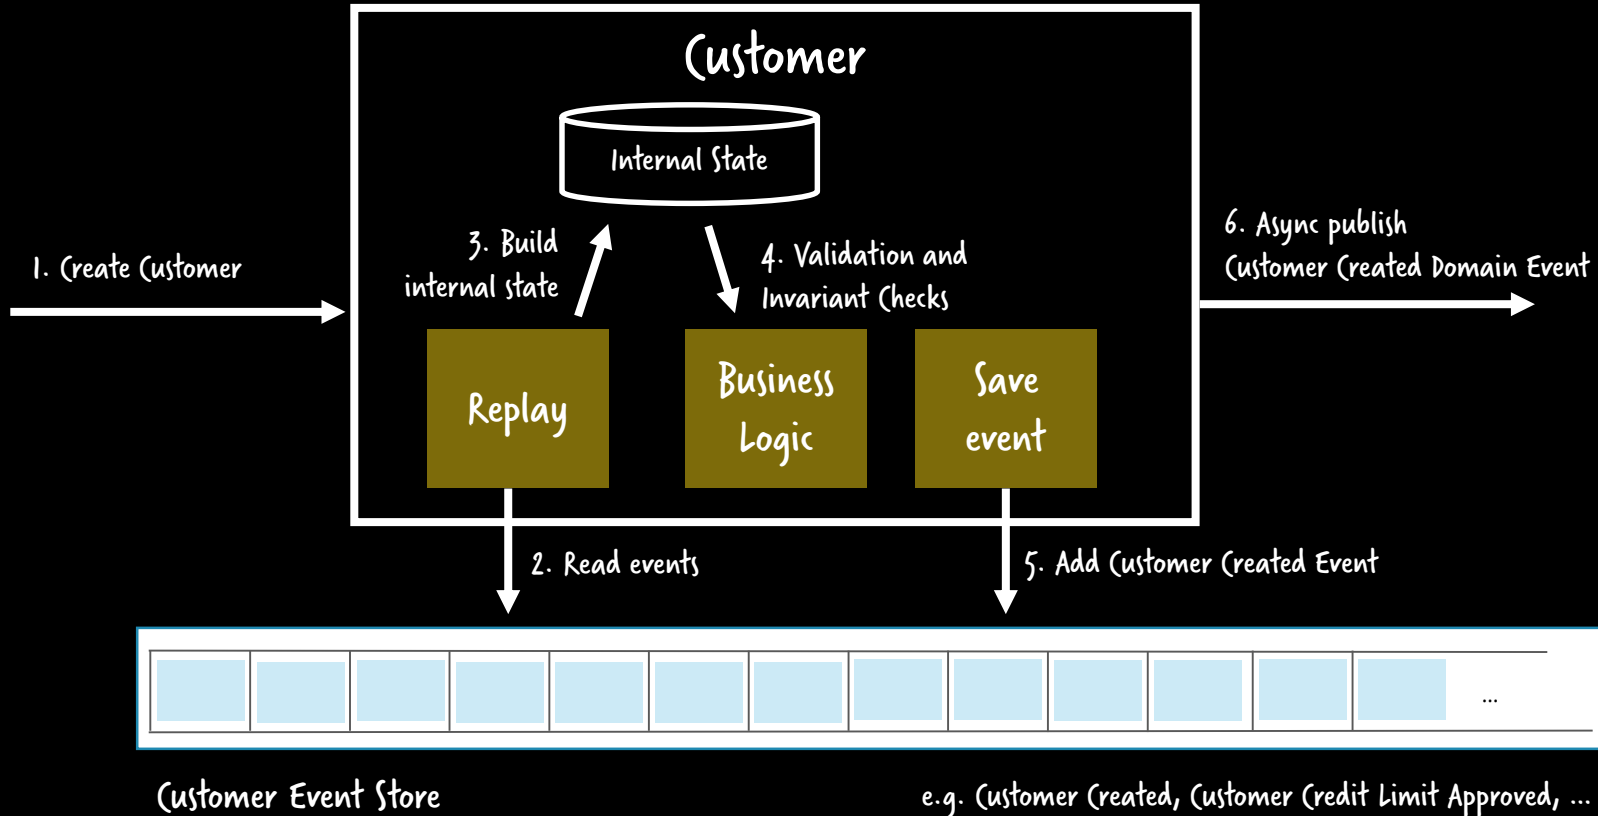 Customer
Internal State
1. Create Customer
3. Build
internal state
4. Validation and
Invariant Checks
6. Async publish
Customer Created Domain Event
Replay
Business
Logic
Save
event
2. Read events
5. Add Customer Created Event
...
Customer Event Store
e.g. Customer Created, Customer Credit Limit Approved, ...